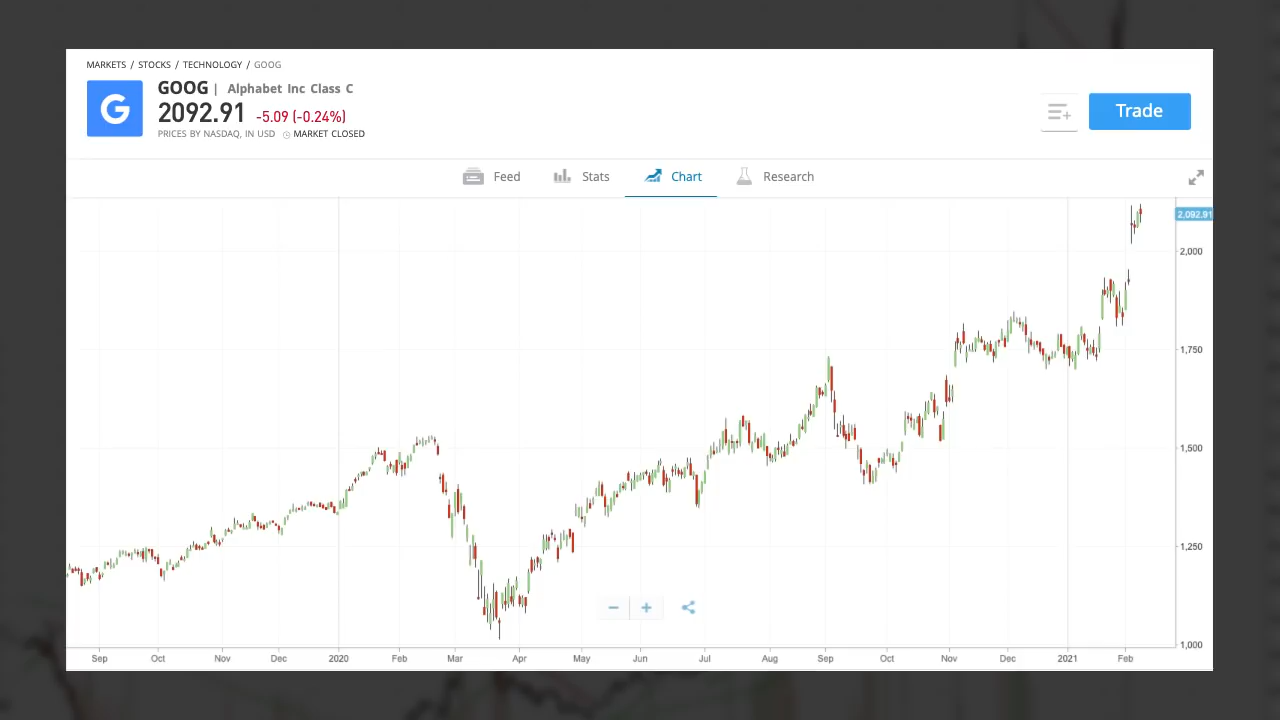 MARKETS / STOCKS / TECHNOLOGY / GOOG
G
GOOG | Alphabet Inc Class C
2092.91 -5.09 (-0.24%)
PRICES BY NASDAQ, IN USD MARKET CLOSED
Trade
Feed Stats Chart Research
2,092.91
2,000
1,750
1,500
1,250
1,000
Sep Oct Nov Dec 2020 Feb Mar Apr May Jun Jul Aug Sep Oct Nov Dec 2021 Feb